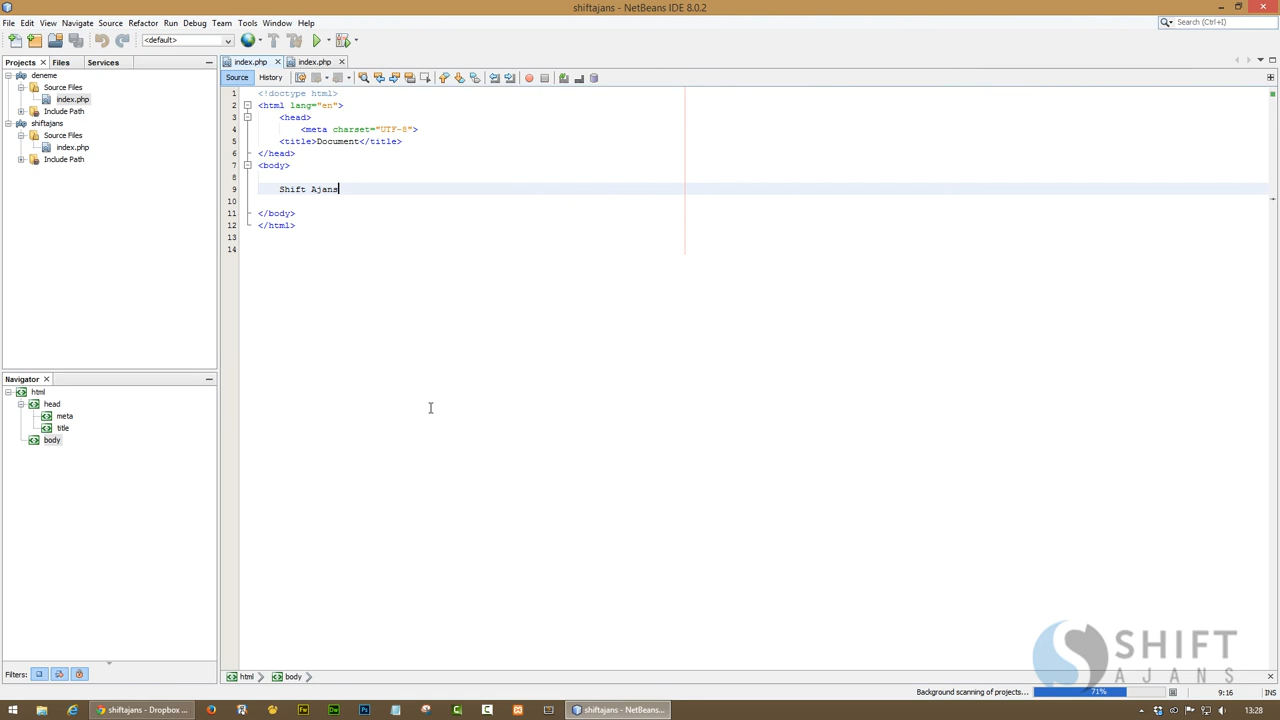 shiftajans - NetBeans IDE 8.0.2
File Edit View Navigate Source Refactor Run Debug Team Tools Window Help
Search (Ctrl+I)
<default>
Projects Files Services
index.php index.php
Source History
deneme
Source Files
index.php
Include Path
shiftajans
Source Files
index.php
Include Path
1 <!doctype html>
2 <html lang="en">
3 <head>
4 <meta charset="UTF-8">
5 <title>Document</title>
6 </head>
7 <body>
8
9 Shift Ajans
10
11 </body>
12 </html>
13
14
Navigator
html
head
meta
title
body
Filters:
html body
SHIFT
AJANS
Background scanning of projects... 71% 9:16 INS
shiftajans - Dropbox ...
shiftajans - NetBeans...
13:28